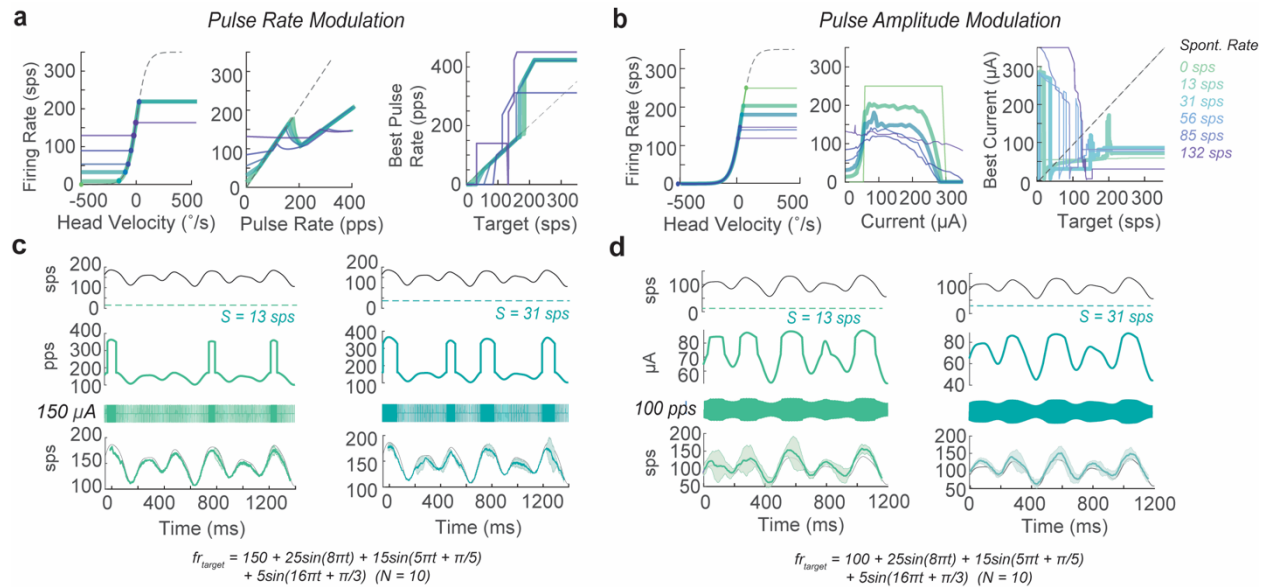 a
Pulse Rate Modulation
b
Pulse Amplitude Modulation
Firing Rate (sps)
300
200
100
0
-500
0
500
Head Velocity (°/s)
400
300
200
100
0
0
200
400
Pulse Rate (pps)
Best Pulse
Rate (pps)
400
200
0
0
100
200
300
Target (sps)
Firing Rate (sps)
300
200
100
0
-500
0
500
Head Velocity (°/s)
300
200
100
0
0
100
200
300
Current (µA)
Best Current (µA)
300
200
100
0
0
100
200
300
Target (sps)
Spont. Rate
0 sps
13 sps
31 sps
56 sps
85 sps
132 sps
c
sps
200
100
0
S = 13 sps
200
100
0
S = 31 sps
pps
400
300
200
100
400
300
200
100
150 µA
sps
200
150
100
0
400
800
1200
Time (ms)
200
150
100
0
400
800
1200
Time (ms)
fr target = 150 + 25sin(8πt) + 15sin(5πt + π/5)
+ 5sin(16πt + π/3) (N = 10)
d
sps
100
0
S = 13 sps
100
0
S = 31 sps
µA
80
60
80
60
40
100 pps
sps
200
150
100
50
0
400
800
1200
Time (ms)
200
150
100
50
0
400
800
1200
Time (ms)
fr target = 100 + 25sin(8πt) + 15sin(5πt + π/5)
+ 5sin(16πt + π/3) (N = 10)